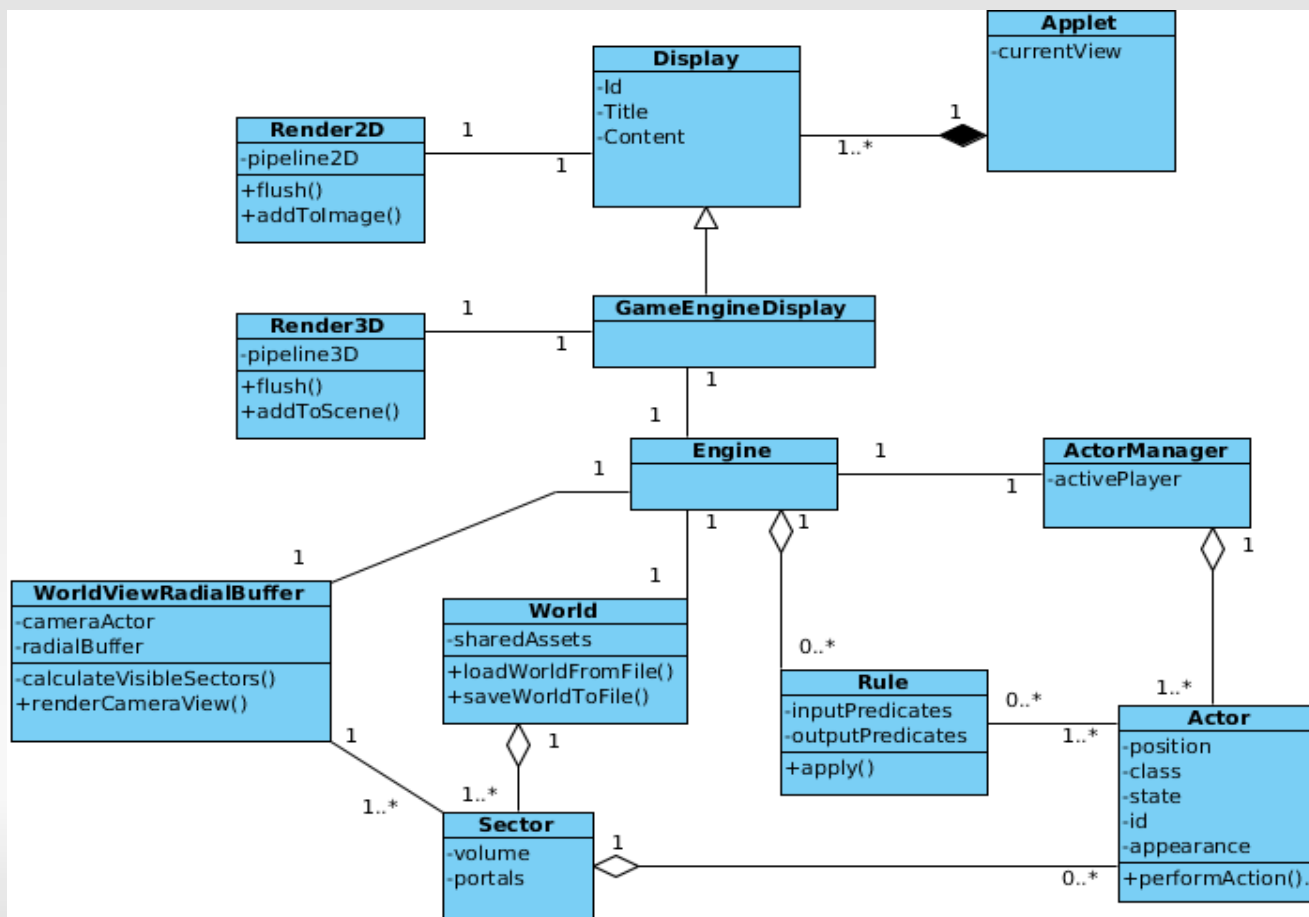 Applet
-currentView
1
1..*
Display
-Id
-Title
-Content
Render2D
-pipeline2D
+flush()
+addToImage()
1
1
GameEngineDisplay
Render3D
-pipeline3D
+flush()
+addToScene()
1
1
1
1
Engine
ActorManager
-activePlayer
1
1
1
1
1
1
1
1
WorldViewRadialBuffer
-cameraActor
-radialBuffer
-calculateVisibleSectors()
+renderCameraView()
World
-sharedAssets
+loadWorldFromFile()
+saveWorldToFile()
0..*
Rule
-inputPredicates
-outputPredicates
+apply()
0..*
1..*
1..*
Actor
-position
-class
-state
-id
-appearance
+performAction()..
1
1..*
1
1..*
Sector
-volume
-portals
1
0..*